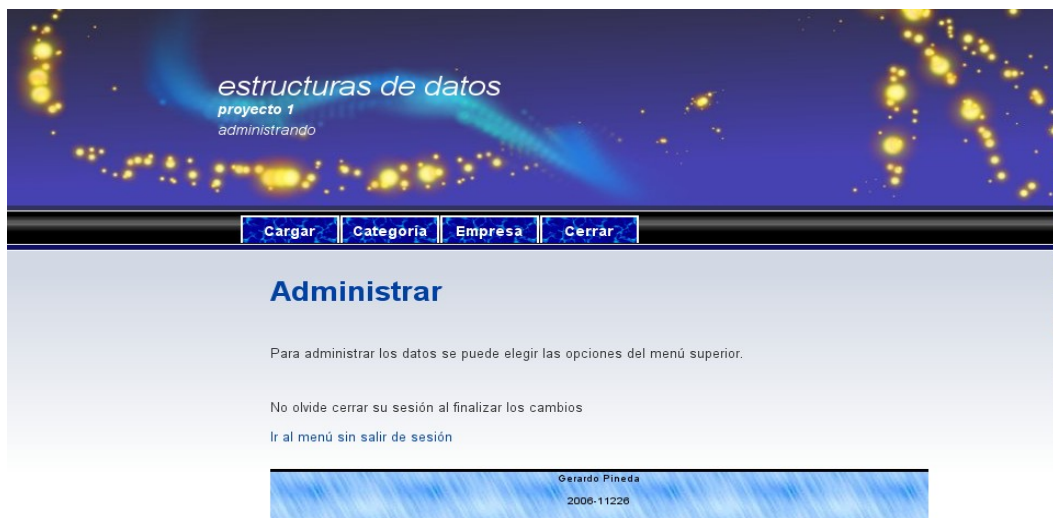 estructuras de datos
proyecto 1
administrando
Cargar Categoría Empresa Cerrar
Administrar
Para administrar los datos se puede elegir las opciones del menú superior.
No olvide cerrar su sesión al finalizar los cambios
Ir al menú sin salir de sesión
Gerardo Pineda
2006-11226